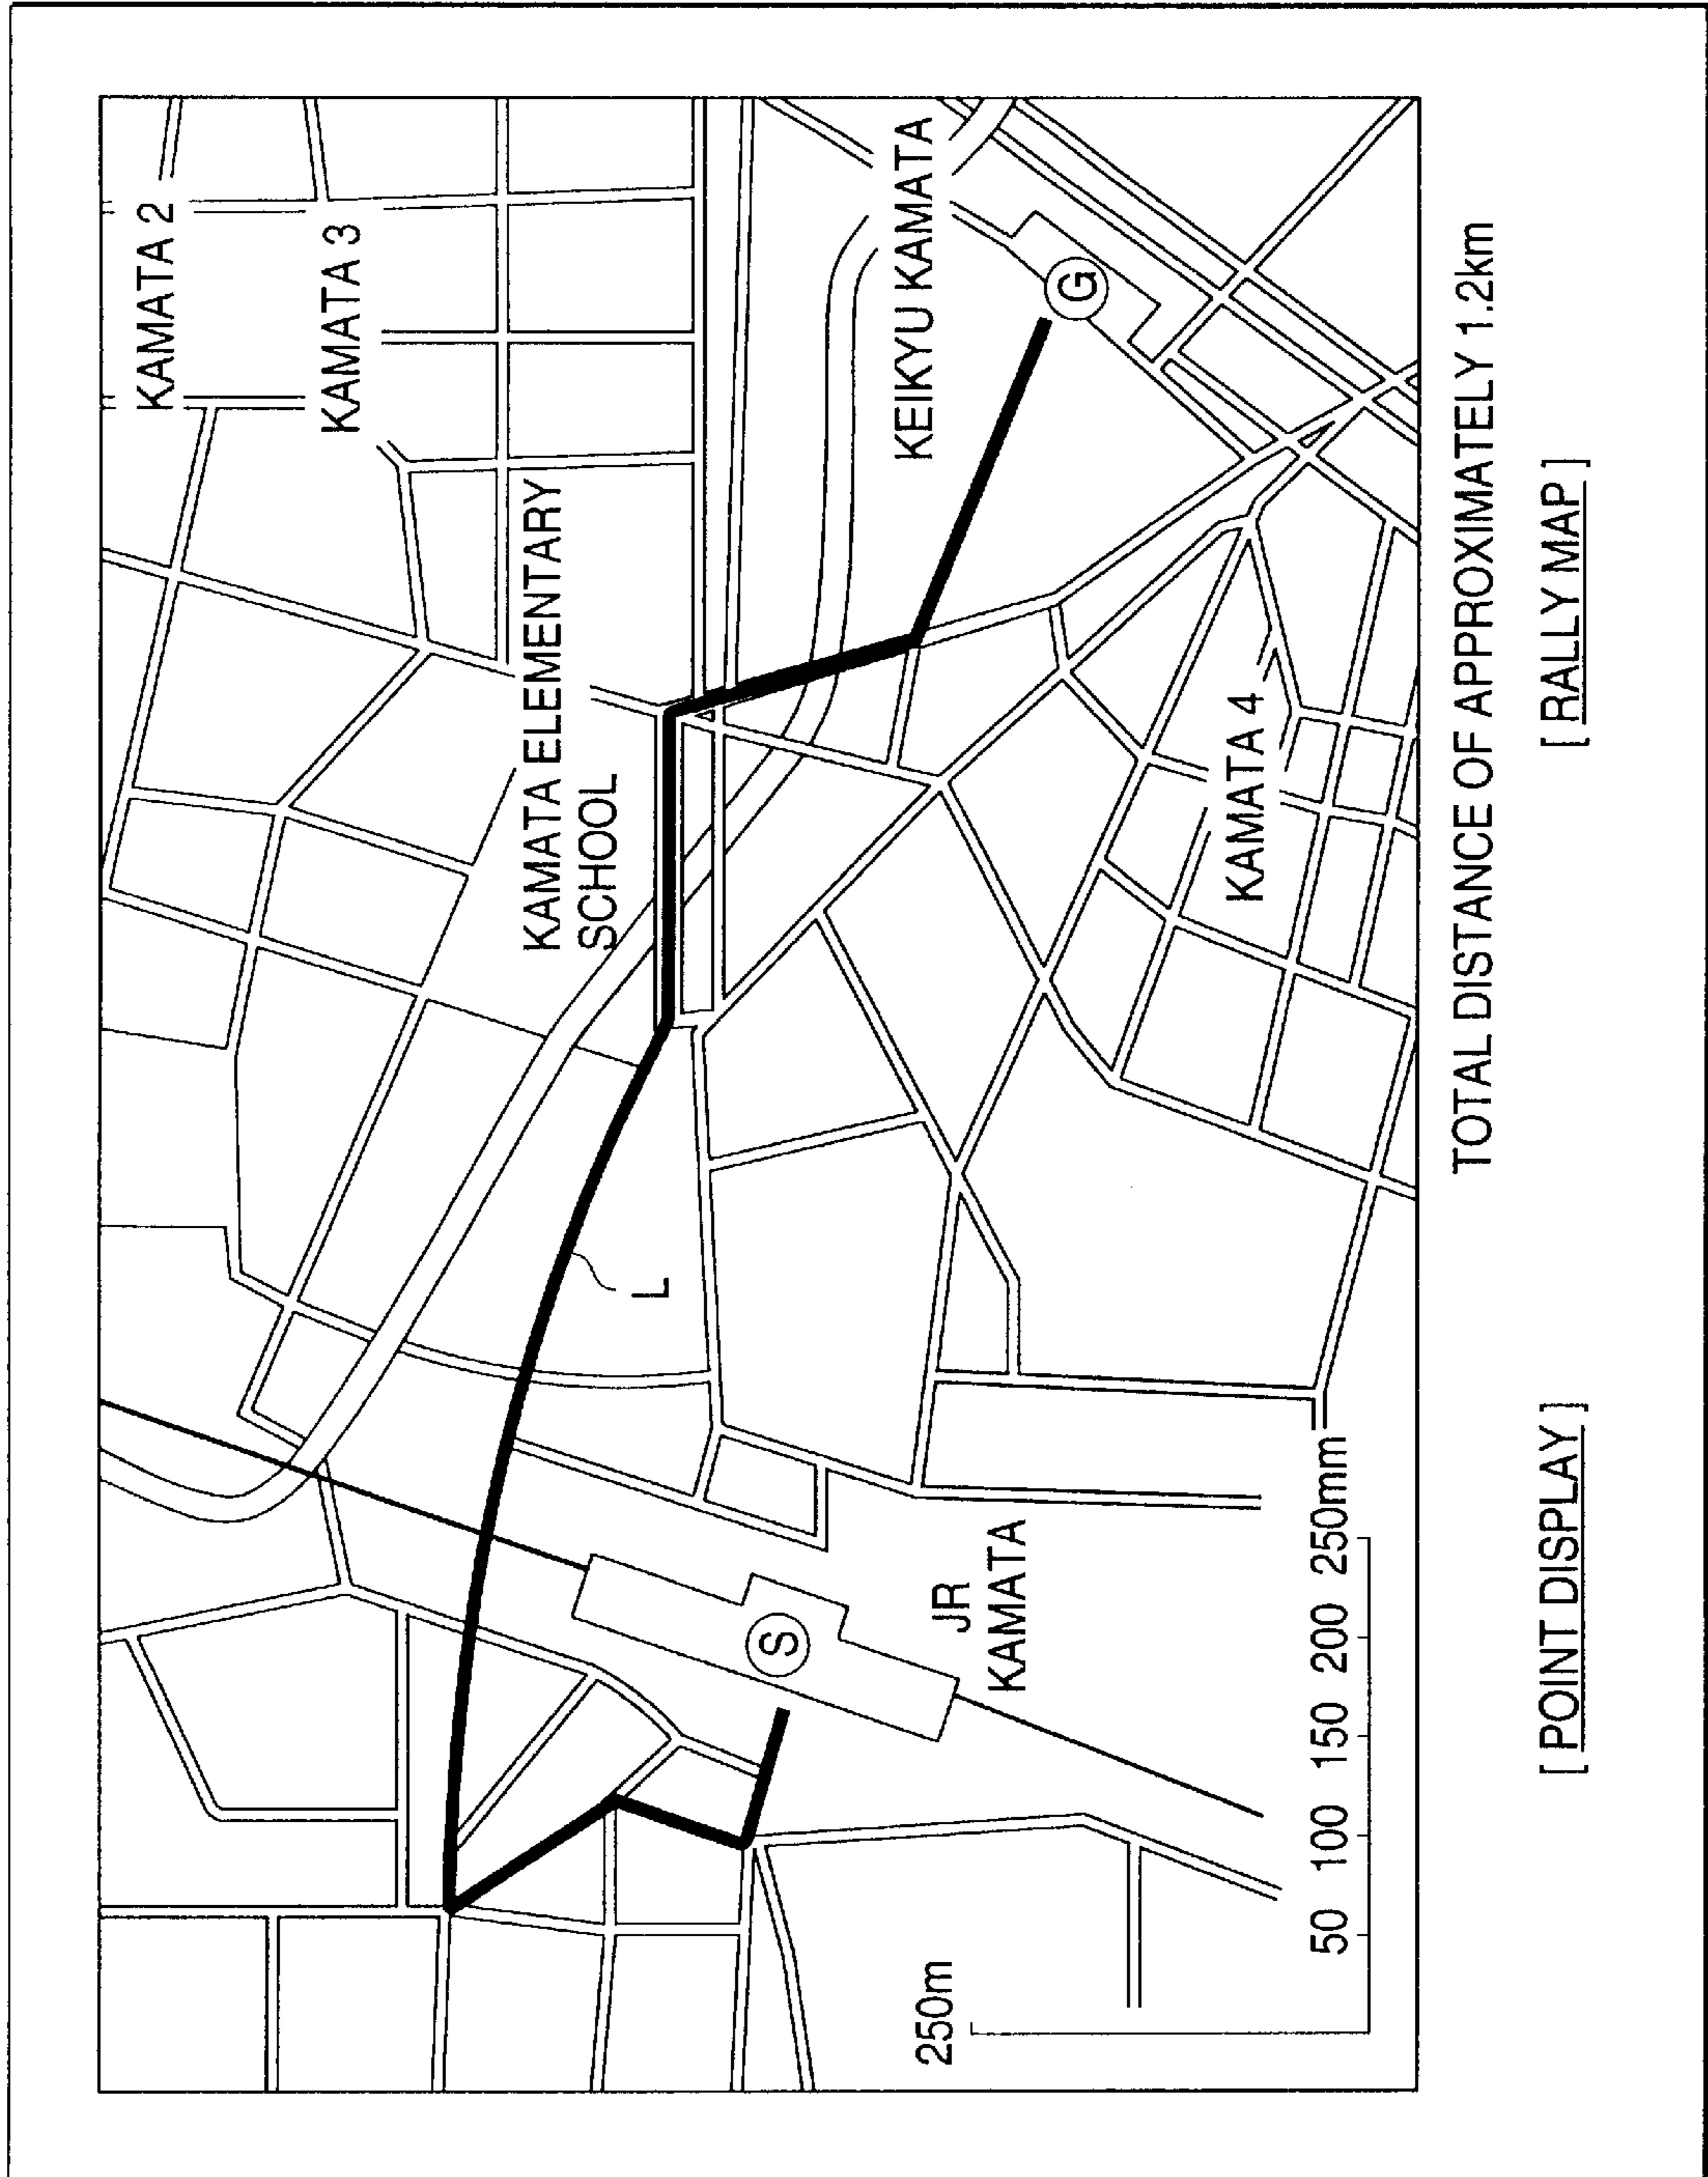 KAMATA 2
KAMATA 3
KAMATA ELEMENTARY
SCHOOL
KEIKYU KAMATA
G
L
S
JR
KAMATA
KAMATA 4
250m
50 100 150 200 250mm
TOTAL DISTANCE OF APPROXIMATELY 1.2km
[ POINT DISPLAY ]
[ RALLY MAP ]